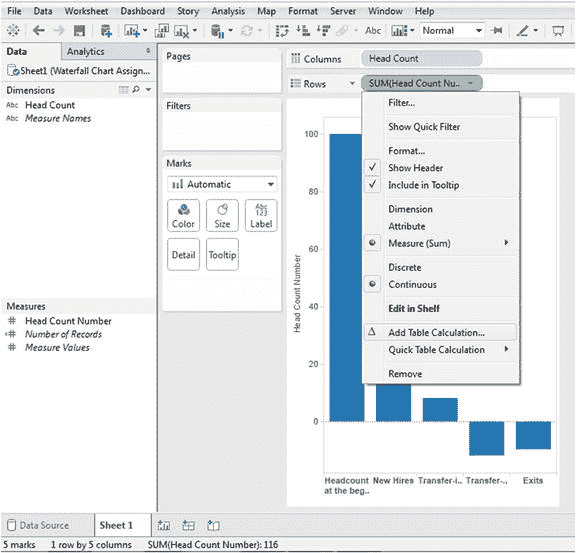 File Data Worksheet Dashboard Story Analysis Map Format Server Window Help
Abc Normal
Data Analytics
Sheet1 (Waterfall Chart Assign...
Dimensions
Abc Head Count
Abc Measure Names
Measures
# Head Count Number
# Number of Records
# Measure Values
Pages
Filters
Marks
Automatic
Color Size Abc 123 Label
Detail Tooltip
Columns Head Count
Rows SUM(Head Count Nu..
Filter...
Show Quick Filter
Format...
Show Header
Include in Tooltip
Dimension
Attribute
Measure (Sum)
Discrete
Continuous
Edit in Shelf
Δ Add Table Calculation...
Quick Table Calculation
Remove
Head Count Number
100
80
60
40
20
0
Headcount at the beg..
New Hires
Transfer-i..
Transfer-..
Exits
Data Source Sheet 1
5 marks 1 row by 5 columns SUM(Head Count Number): 116